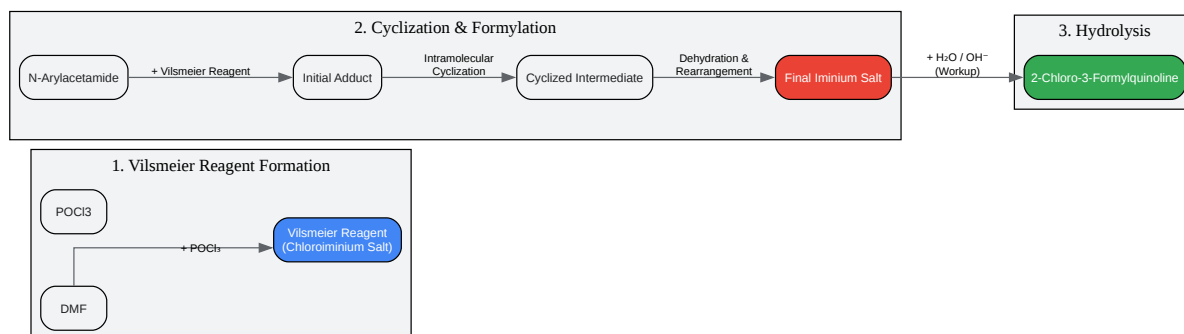 2. Cyclization & Formylation
N-Arylacetamide
+ Vilsmeier Reagent
Initial Adduct
Intramolecular
Cyclization
Cyclized Intermediate
Dehydration &
Rearrangement
Final Iminium Salt
+ H₂O / OH⁻
(Workup)
3. Hydrolysis
2-Chloro-3-Formylquinoline
1. Vilsmeier Reagent Formation
POCl3
+ POCl₃
Vilsmeier Reagent
(Chloroiminium Salt)
DMF